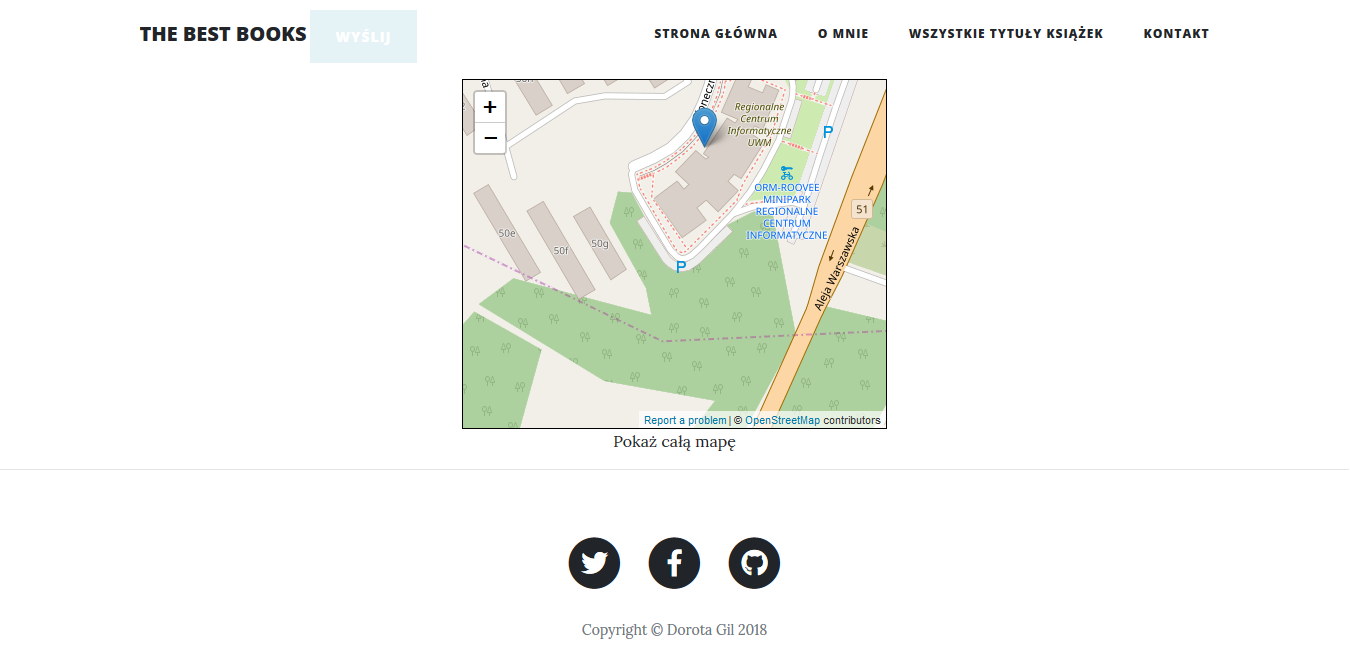 THE BEST BOOKS
WYŚLIJ
STRONA GŁÓWNA
O MNIE
WSZYSTKIE TYTUŁY KSIĄŻEK
KONTAKT
+
−
Regionalne
Centrum
Informatyczne
UWM
P
ORM-ROOVEE
MINIPARK
REGIONALNE
CENTRUM
INFORMATYCZNE
51
50e
50f
50g
P
Aleja Warszawska
Report a problem | © OpenStreetMap contributors
Pokaż całą mapę
Copyright © Dorota Gil 2018